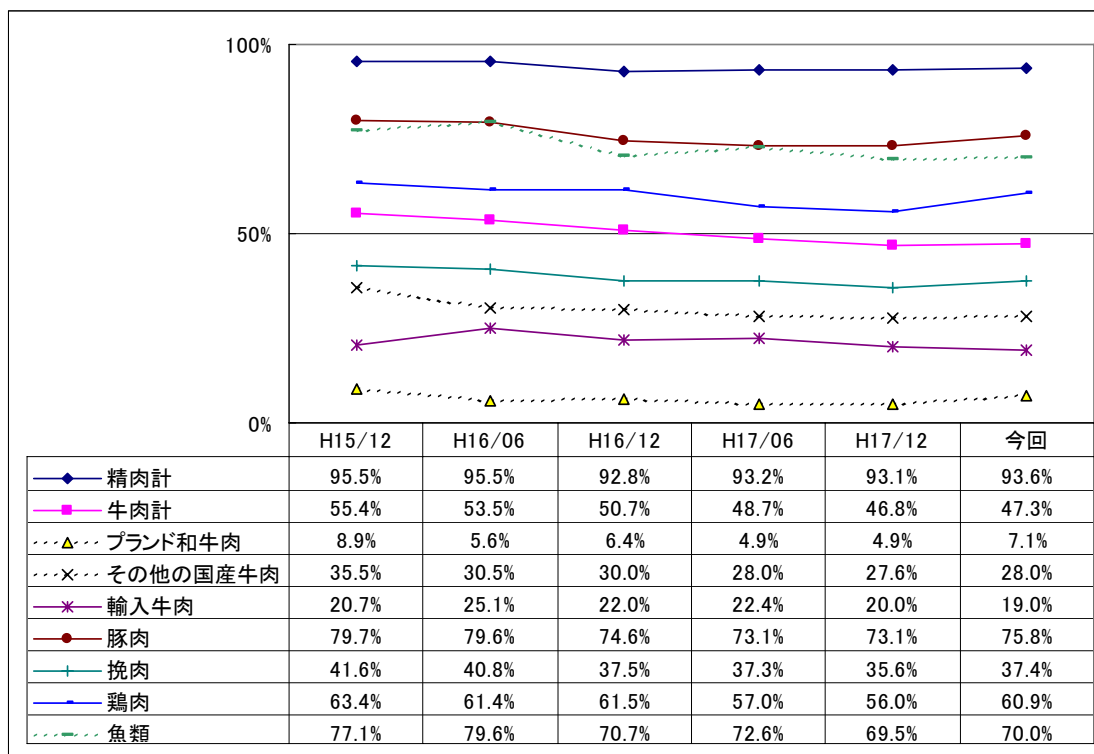 100%
50%
0%
H15/12 H16/06 H16/12 H17/06 H17/12 今回
精肉計 95.5% 95.5% 92.8% 93.2% 93.1% 93.6%
牛肉計 55.4% 53.5% 50.7% 48.7% 46.8% 47.3%
プランド和牛肉 8.9% 5.6% 6.4% 4.9% 4.9% 7.1%
その他の国産牛肉 35.5% 30.5% 30.0% 28.0% 27.6% 28.0%
輸入牛肉 20.7% 25.1% 22.0% 22.4% 20.0% 19.0%
豚肉 79.7% 79.6% 74.6% 73.1% 73.1% 75.8%
挽肉 41.6% 40.8% 37.5% 37.3% 35.6% 37.4%
鶏肉 63.4% 61.4% 61.5% 57.0% 56.0% 60.9%
魚類 77.1% 79.6% 70.7% 72.6% 69.5% 70.0%